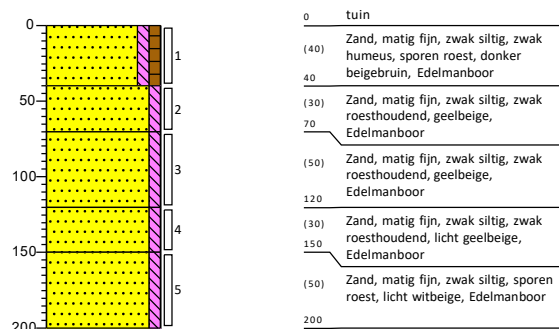 0
50
100
150
200
1
2
3
4
5
0 tuin
(40) Zand, matig fijn, zwak siltig, zwak
humeus, sporen roest, donker
40 beigebruin, Edelmanboor
(30) Zand, matig fijn, zwak siltig, zwak
roesthoudend, geelbeige,
70 Edelmanboor
(50) Zand, matig fijn, zwak siltig, zwak
roesthoudend, geelbeige,
Edelmanboor
120
(30) Zand, matig fijn, zwak siltig, zwak
roesthoudend, licht geelbeige,
150 Edelmanboor
(50) Zand, matig fijn, zwak siltig, sporen
roest, licht witbeige, Edelmanboor
200